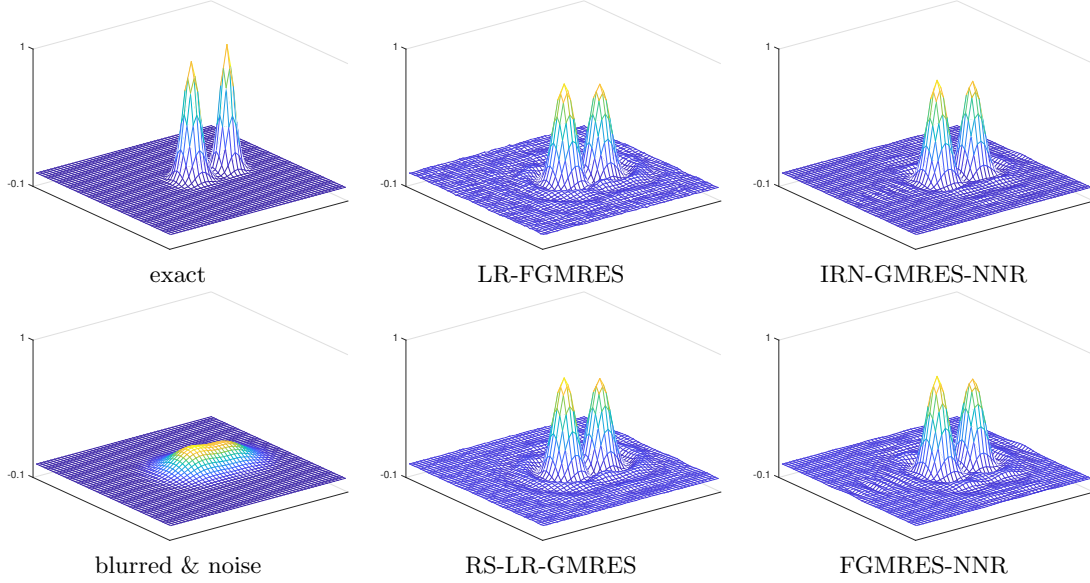 1
-0.1
exact
1
-0.1
LR-FGMRES
1
-0.1
IRN-GMRES-NNR
1
-0.1
blurred & noise
1
-0.1
RS-LR-GMRES
1
-0.1
FGMRES-NNR